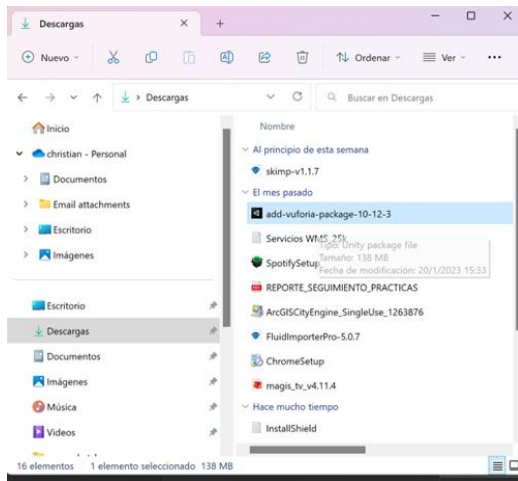 Descargas
Nuevo
Ordenar
Ver
Descargas
Buscar en Descargas
Inicio
christian - Personal
Documentos
Email attachments
Escritorio
Imágenes
Escritorio
Descargas
Documentos
Imágenes
Música
Videos
Nombre
Al principio de esta semana
skimp-v1.1.7
El mes pasado
add-vuforia-package-10-12-3
Servicios WMS_25k
Tipo: Unity package file
Tamaño: 138 MB
Fecha de modificación: 20/1/2023 15:33
SpotifySetup
REPORTE_SEGUIMIENTO_PRACTICAS
ArcGISCityEngine_SingleUse_1263876
FluidImporterPro-5.0.7
ChromeSetup
magis_tv_v4.11.4
Hace mucho tiempo
InstallShield
16 elementos 1 elemento seleccionado 138 MB